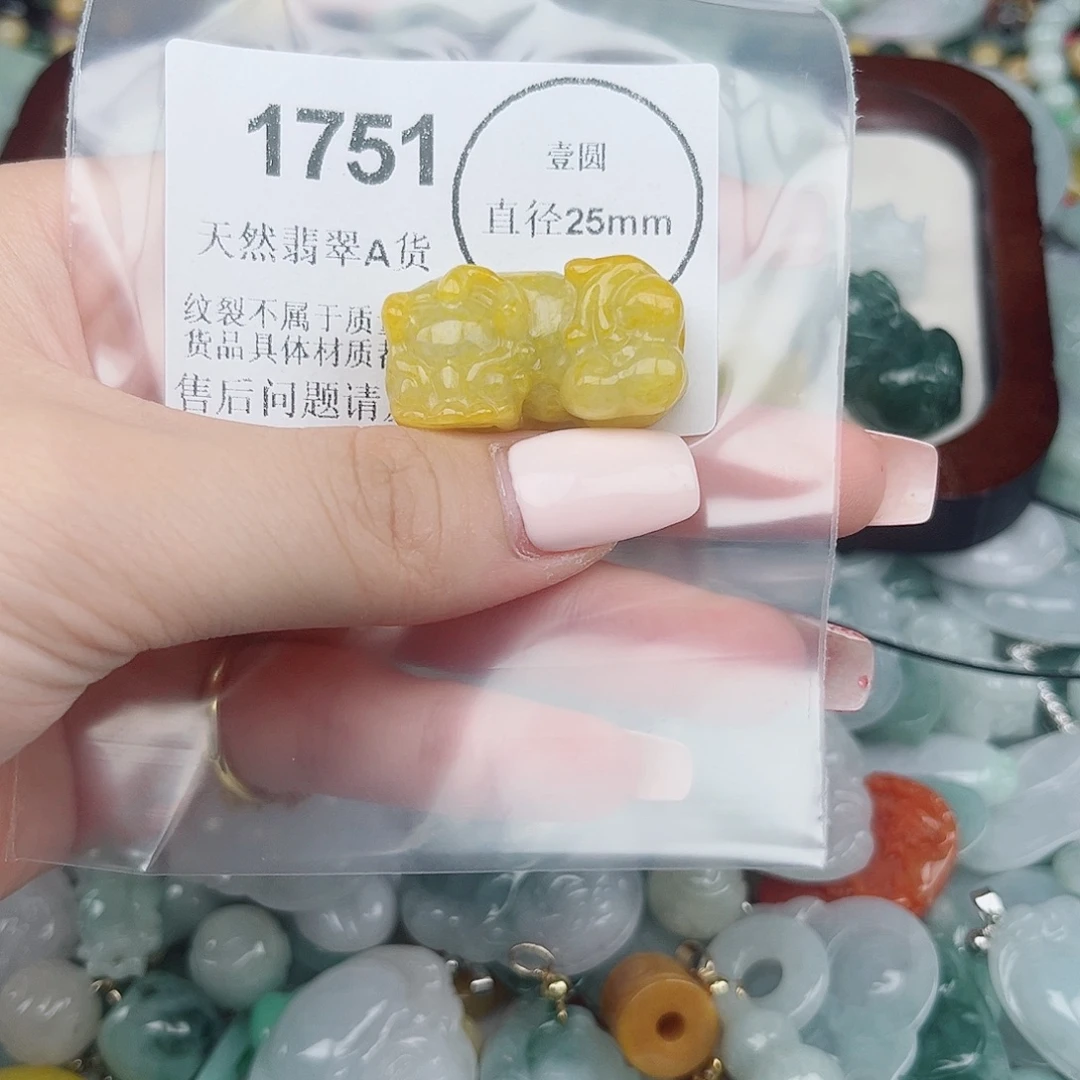 1751
壹圆
直径25mm
天然翡翠A货
纹裂不属于质
货品具体材质
售后问题请